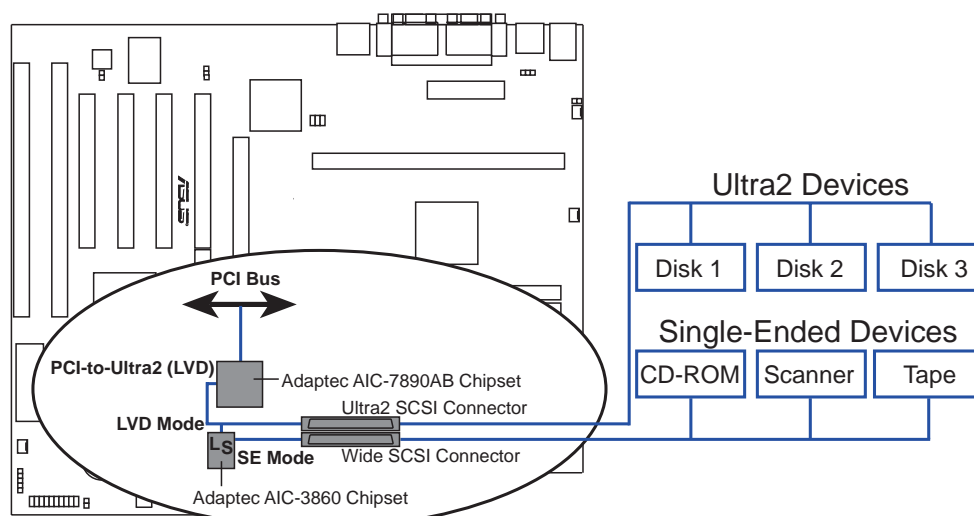 Ultra2 Devices
Disk 1
Disk 2
Disk 3
PCI Bus
Single-Ended Devices
CD-ROM
Scanner
Tape
PCI-to-Ultra2 (LVD)
Adaptec AIC-7890AB Chipset
Ultra2 SCSI Connector
LVD Mode
LS
SE Mode
Wide SCSI Connector
Adaptec AIC-3860 Chipset
ASUS